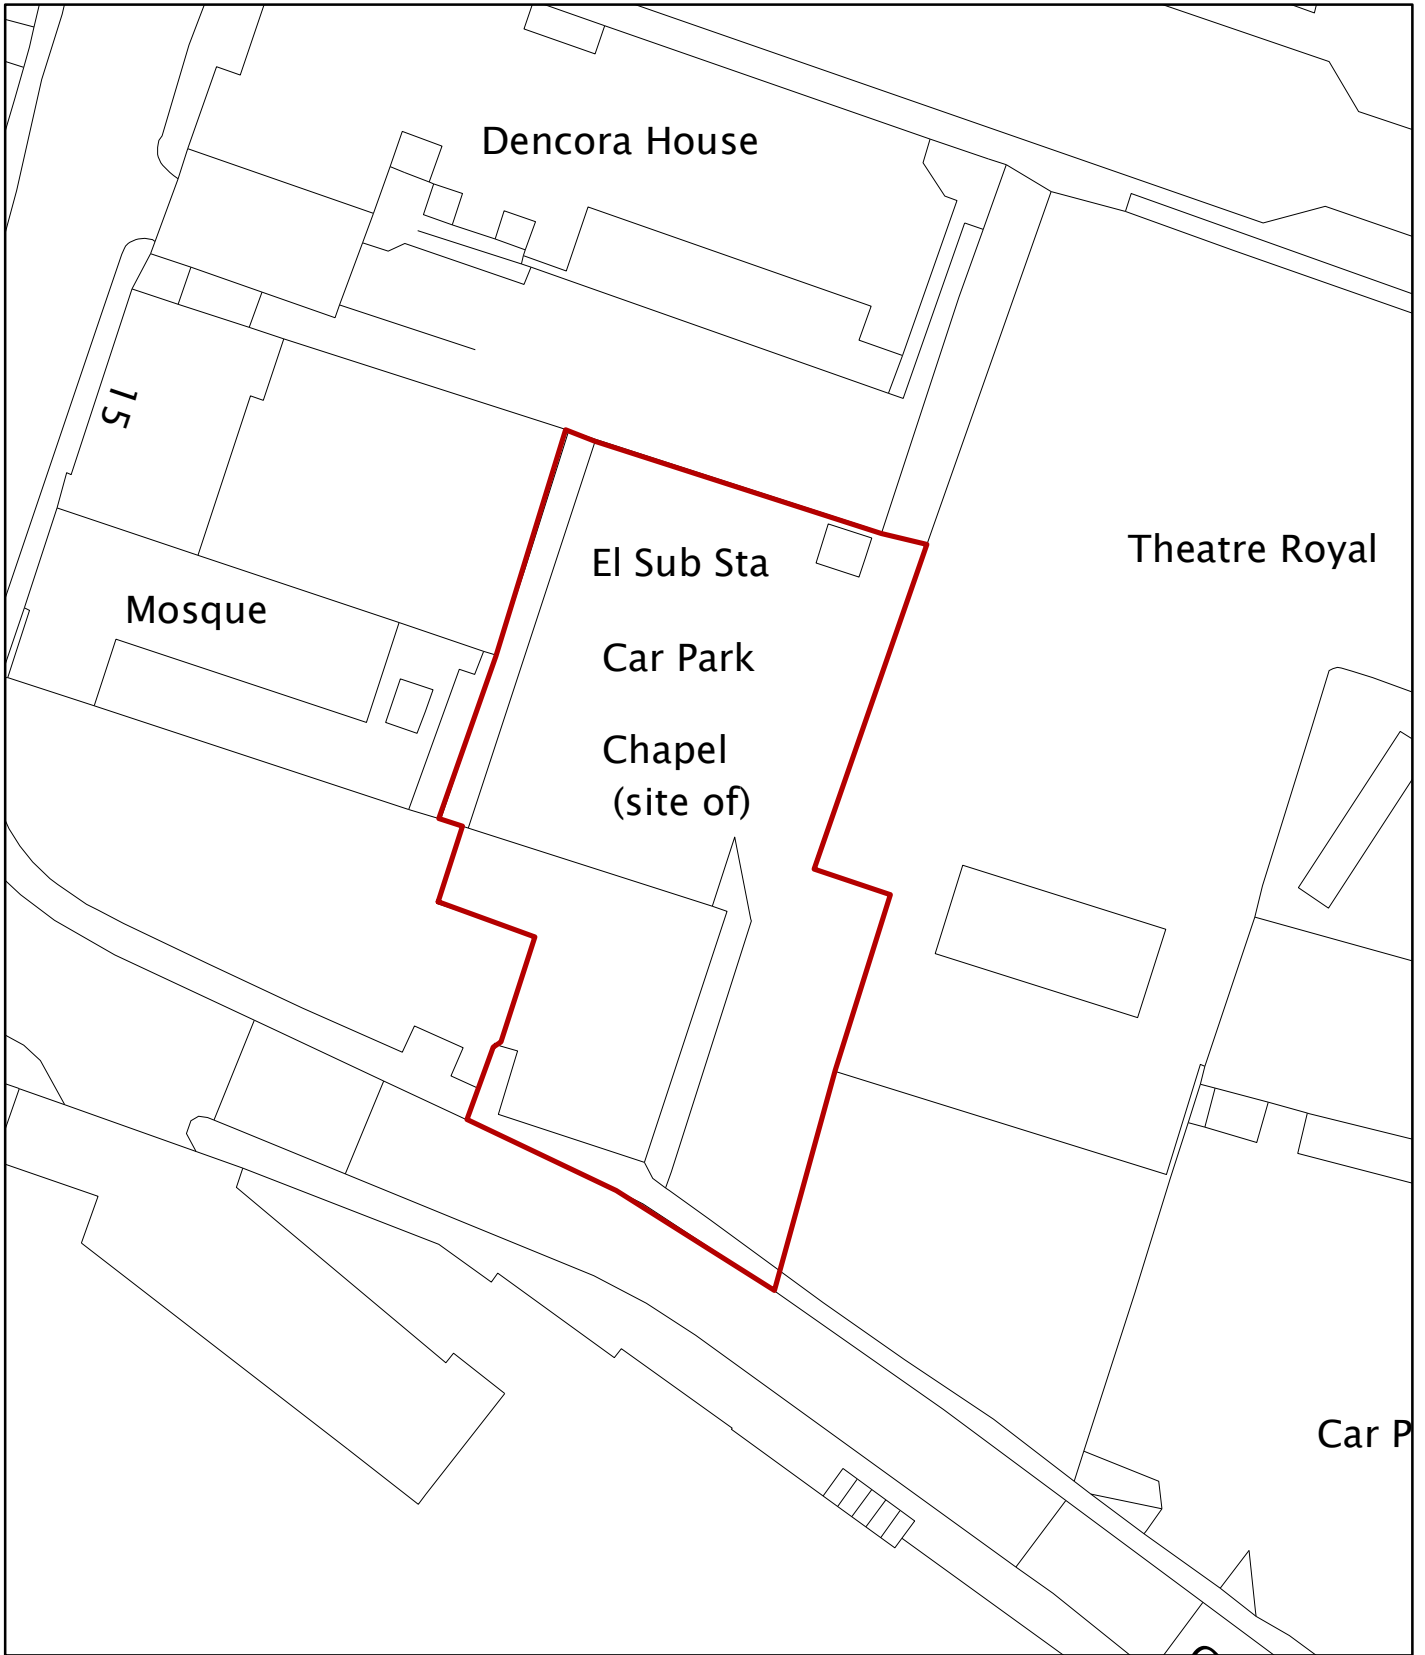 Dencora House
15
El Sub Sta
Theatre Royal
Mosque
Car Park
Chapel
(site of)
Car P